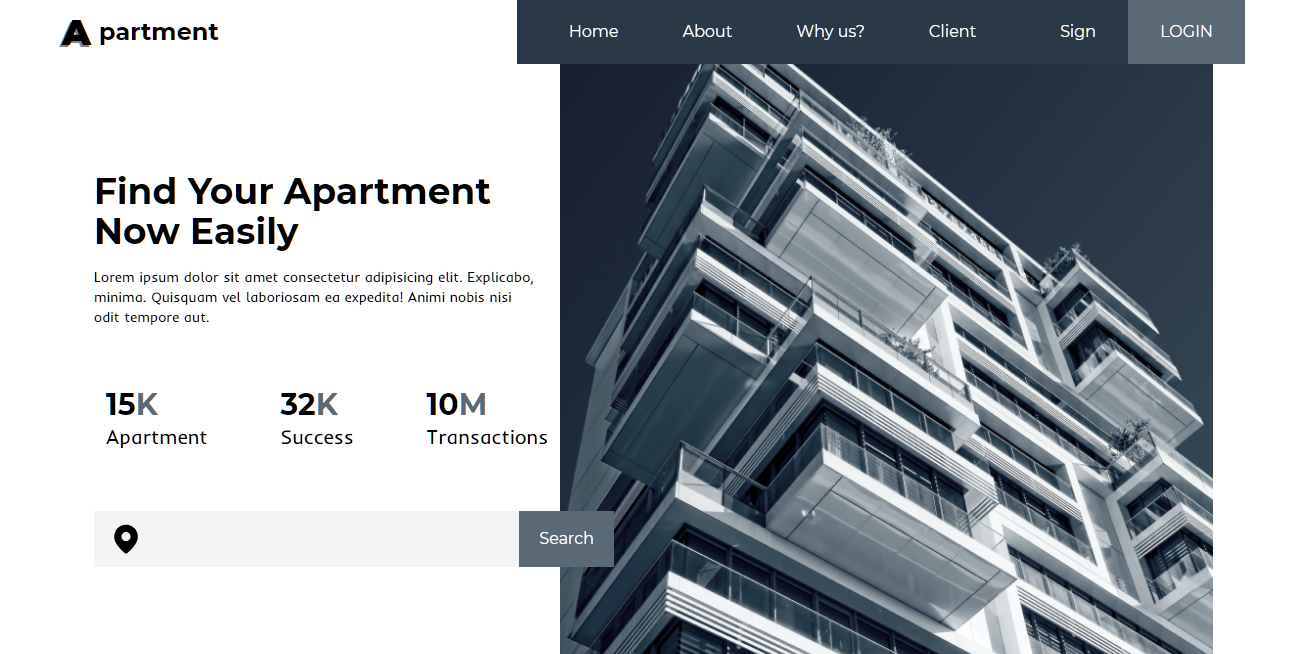 A partment
Home About Why us? Client Sign LOGIN
Find Your Apartment
Now Easily
Lorem ipsum dolor sit amet consectetur adipisicing elit. Explicabo,
minima. Quisquam vel laboriosam ea expedita! Animi nobis nisi
odit tempore aut.
15K 32K 10M
Apartment Success Transactions
Search